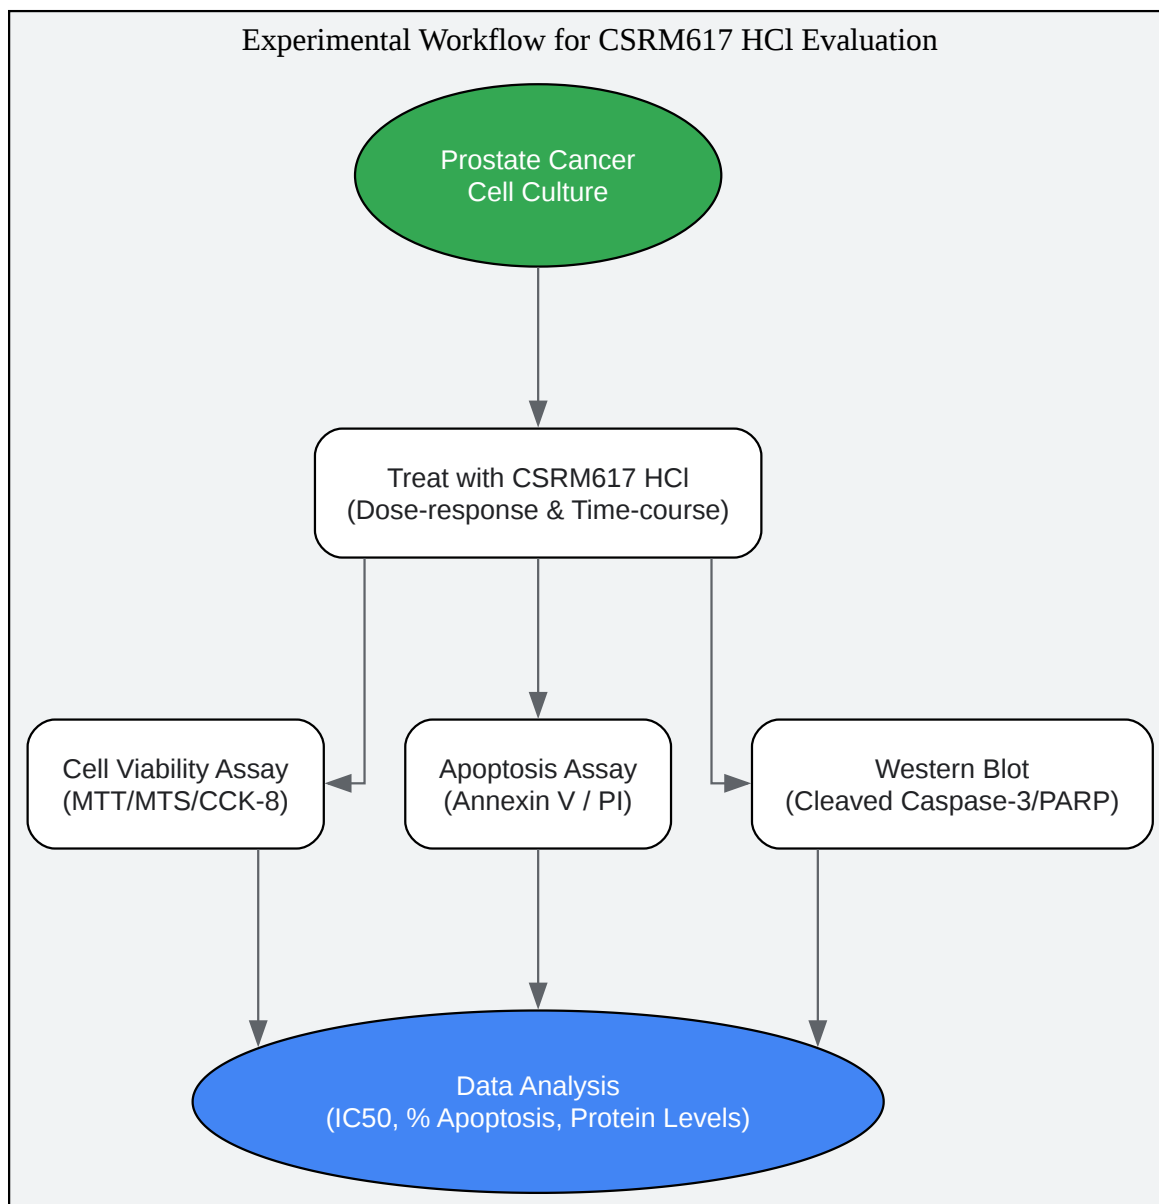 Experimental Workflow for CSRM617 HCl Evaluation
Prostate Cancer
Cell Culture
Treat with CSRM617 HCl
(Dose-response & Time-course)
Cell Viability Assay
(MTT/MTS/CCK-8)
Apoptosis Assay
(Annexin V / PI)
Western Blot
(Cleaved Caspase-3/PARP)
Data Analysis
(IC50, % Apoptosis, Protein Levels)